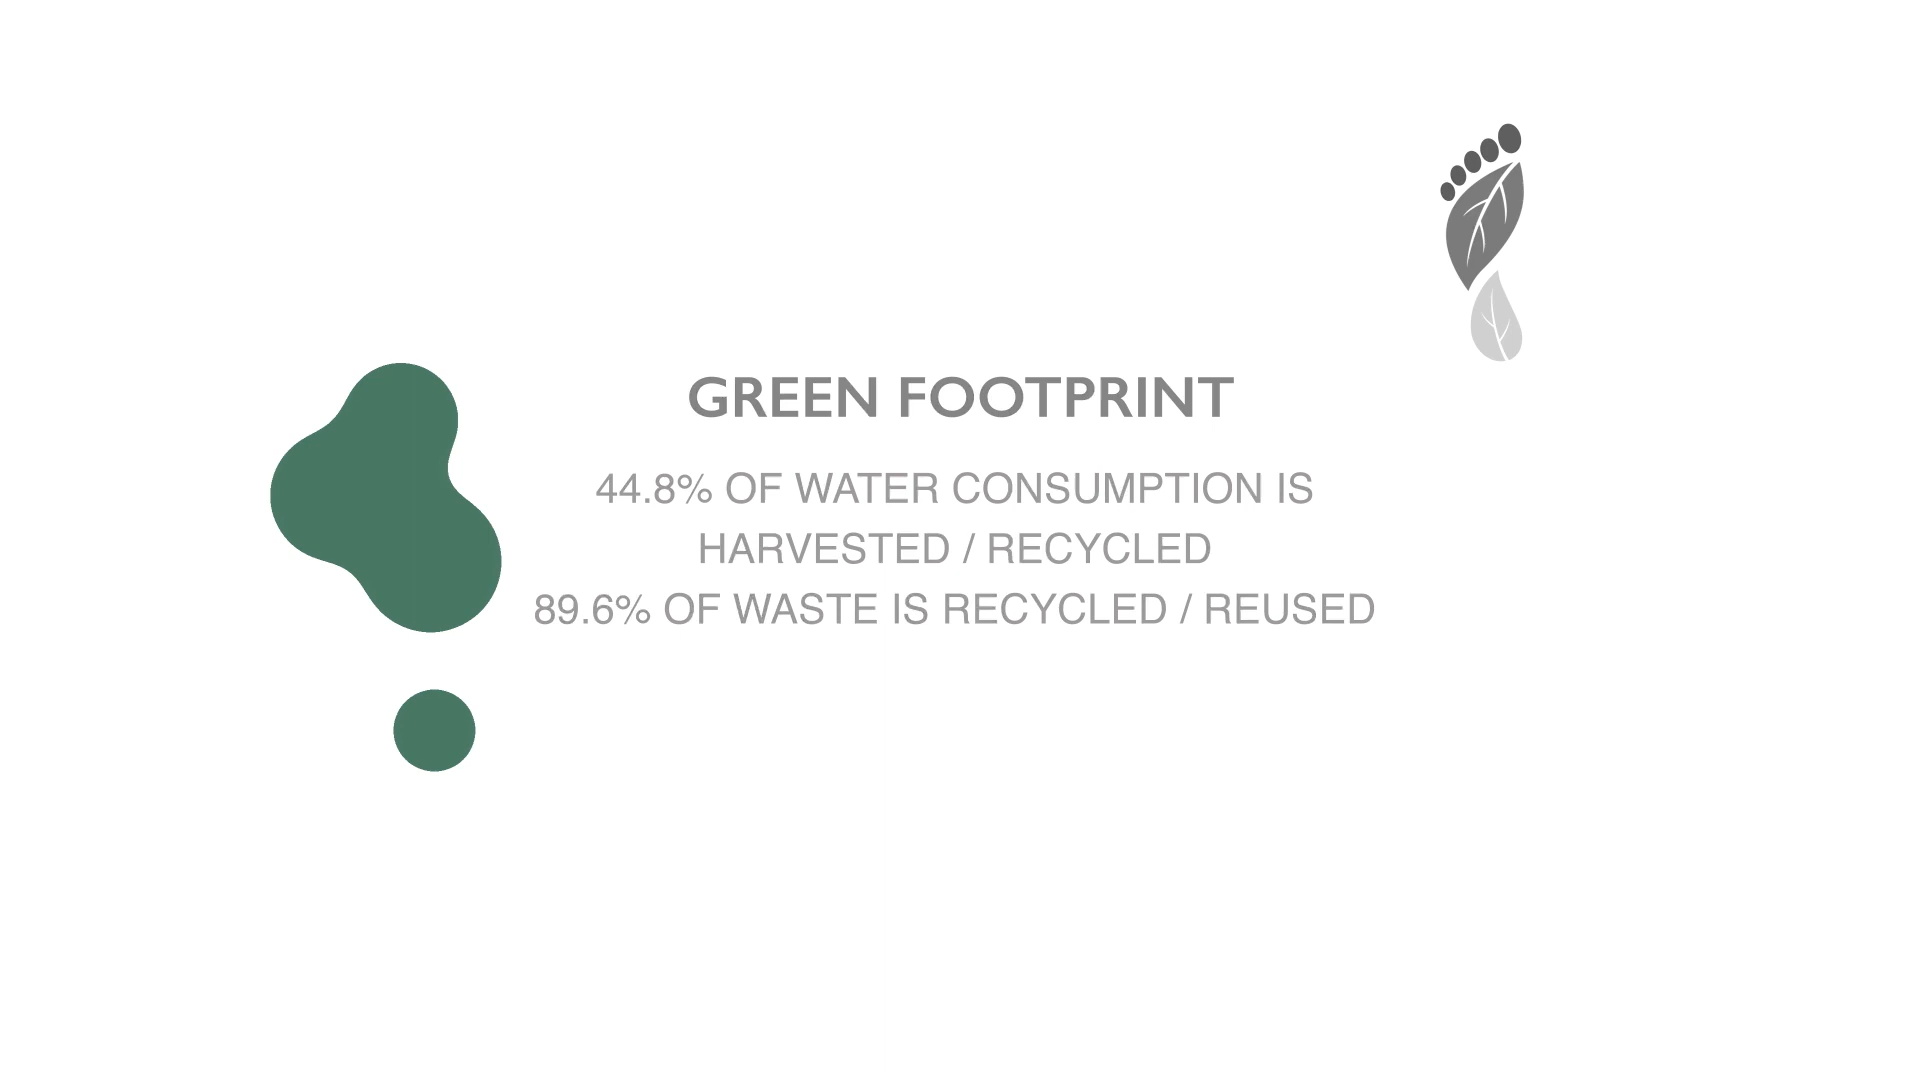 GREEN FOOTPRINT
44.8% OF WATER CONSUMPTION IS
HARVESTED / RECYCLED
89.6% OF WASTE IS RECYCLED / REUSED